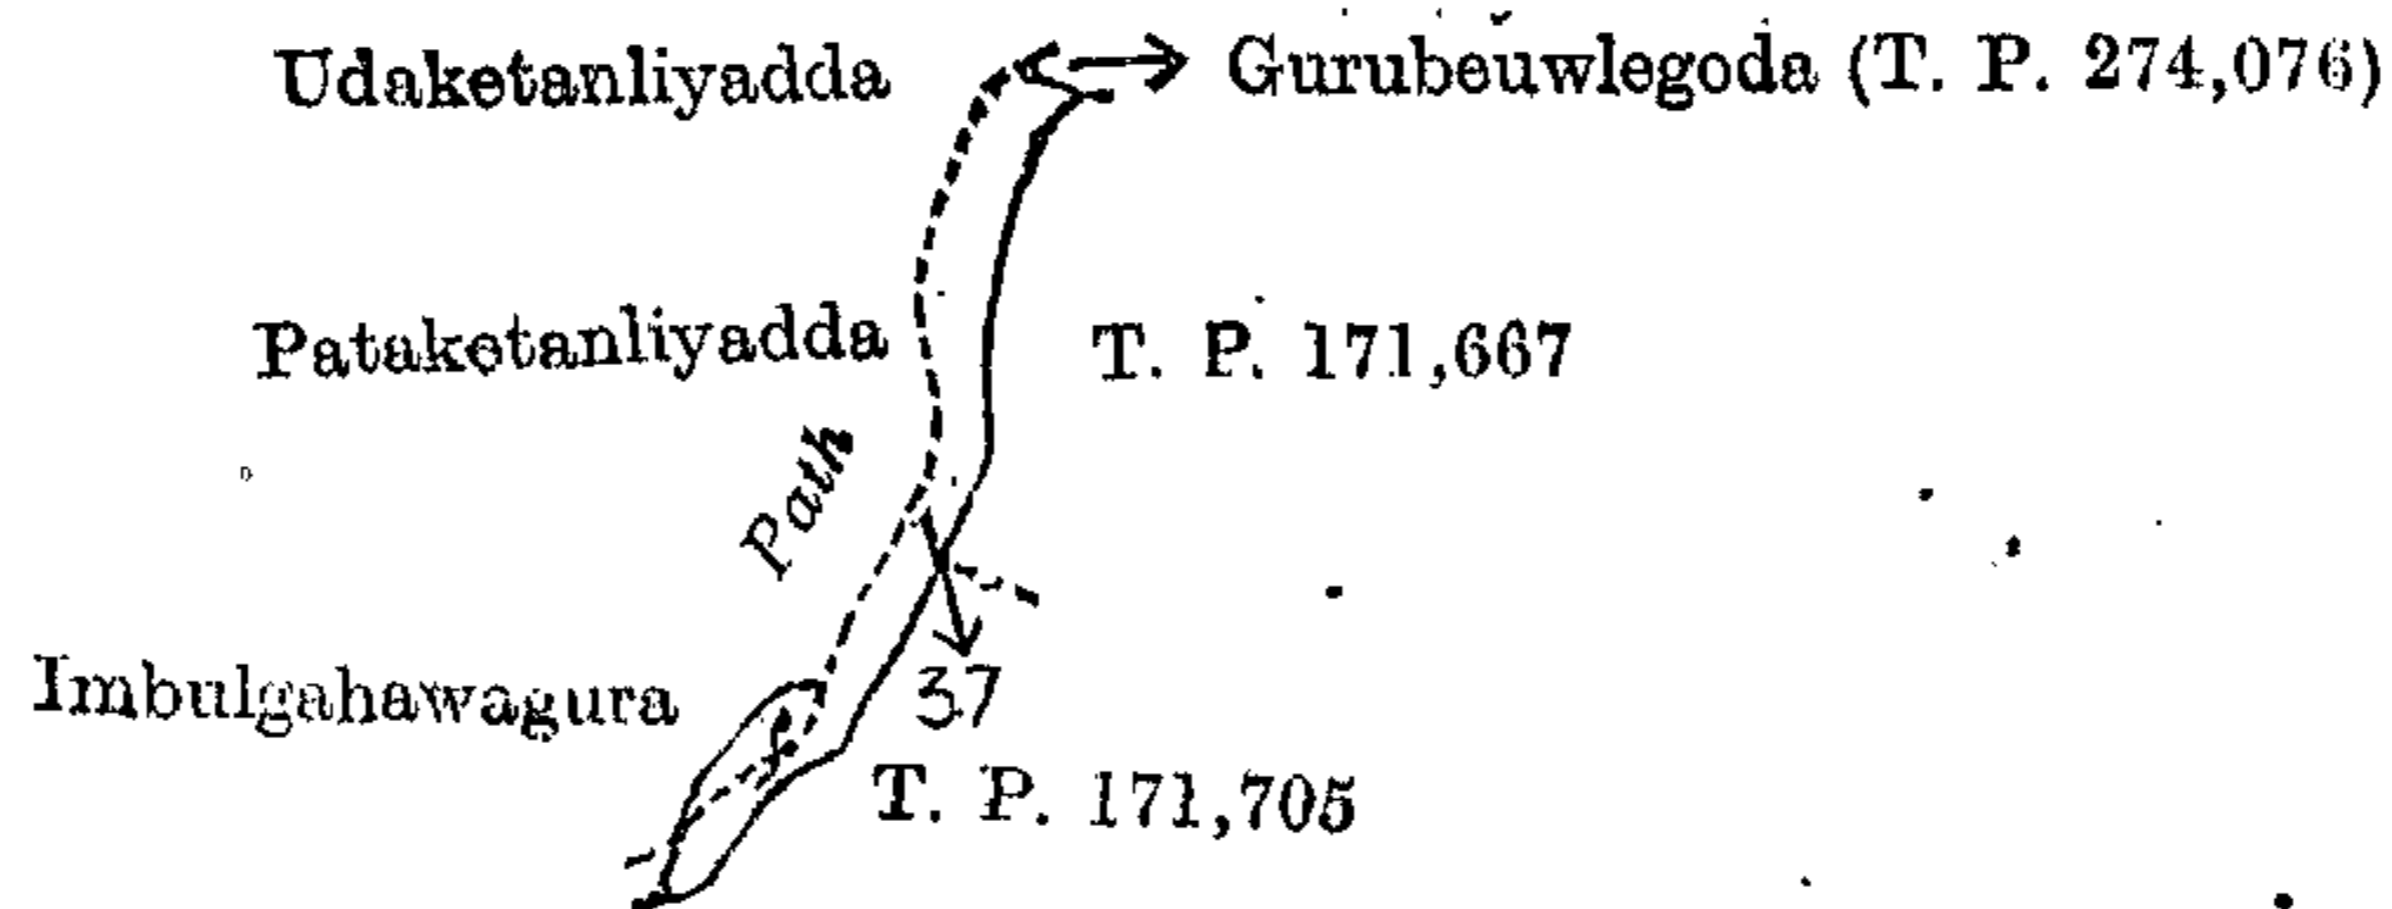 Udaketanliyadda
Gurubeuwlegoda (T. P. 274,076)
Pataketanliyadda
T. P. 171,667
Path
Imbulgahawagura
37
T. P. 171,705